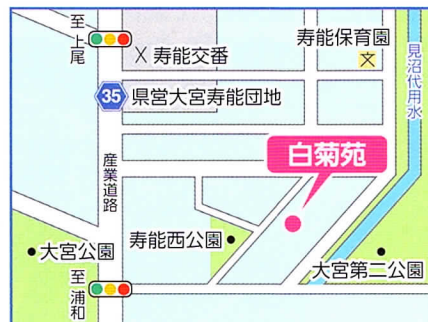 至上尾
寿能交番
寿能保育園
文
見沼代用水
35
県営大宮寿能団地
産業道路
白菊苑
寿能西公園
大宮公園
大宮第二公園
至浦和